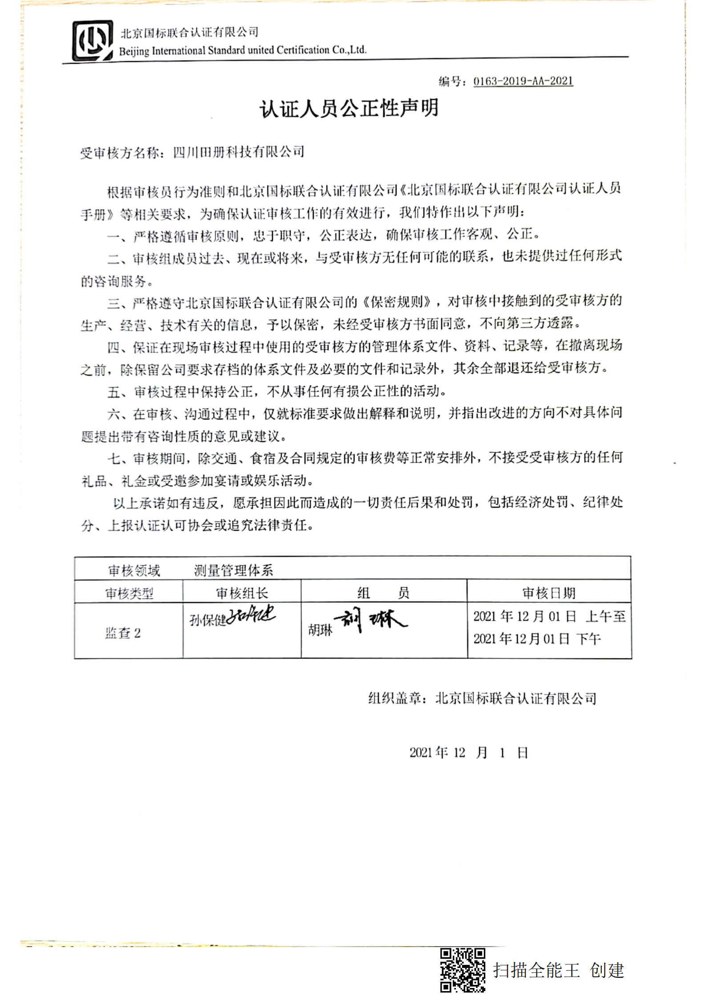 北京国标联合认证有限公司
Beijing International Standard united Certification Co.,Ltd.
编号：0163-2019-AA-2021
认证人员公正性声明
受审核方名称：四川田册科技有限公司
根据审核员行为准则和北京国标联合认证有限公司《北京国标联合认证有限公司认证人员
手册》等相关要求，为确保认证审核工作的有效进行，我们特作出以下声明：
一、严格遵循审核原则，忠于职守，公正表达，确保审核工作客观、公正。
二、审核组成员过去、现在或将来，与受审核方无任何可能的联系，也未提供过任何形式
的咨询服务。
三、严格遵守北京国标联合认证有限公司的《保密规则》，对审核中接触到的受审核方的
生产、经营、技术有关的信息，予以保密，未经受审核方书面同意，不向第三方透露。
四、保证在现场审核过程中使用的受审核方的管理体系文件、资料、记录等，在撤离现场
之前，除保留公司要求存档的体系文件及必要的文件和记录外，其余全部退还给受审核方。
五、审核过程中保持公正，不从事任何有损公正性的活动。
六、在审核、沟通过程中，仅就标准要求做出解释和说明，并指出改进的方向不对具体问
题提出带有咨询性质的意见或建议。
七、审核期间，除交通、食宿及合同规定的审核费等正常安排外，不接受受审核方的任何
礼品、礼金或受邀参加宴请或娱乐活动。
以上承诺如有违反，愿承担因此而造成的一切责任后果和处罚，包括经济处罚、纪律处
分、上报认证认可协会或追究法律责任。
审核领域 测量管理体系
审核类型 审核组长 组 员 审核日期
监查 2 孙保健 孙保健 胡琳 胡琳 2021 年 12 月 01 日 上午至
2021 年 12 月 01 日 下午
组织盖章：北京国标联合认证有限公司
2021 年 12 月 1 日
扫描全能王 创建